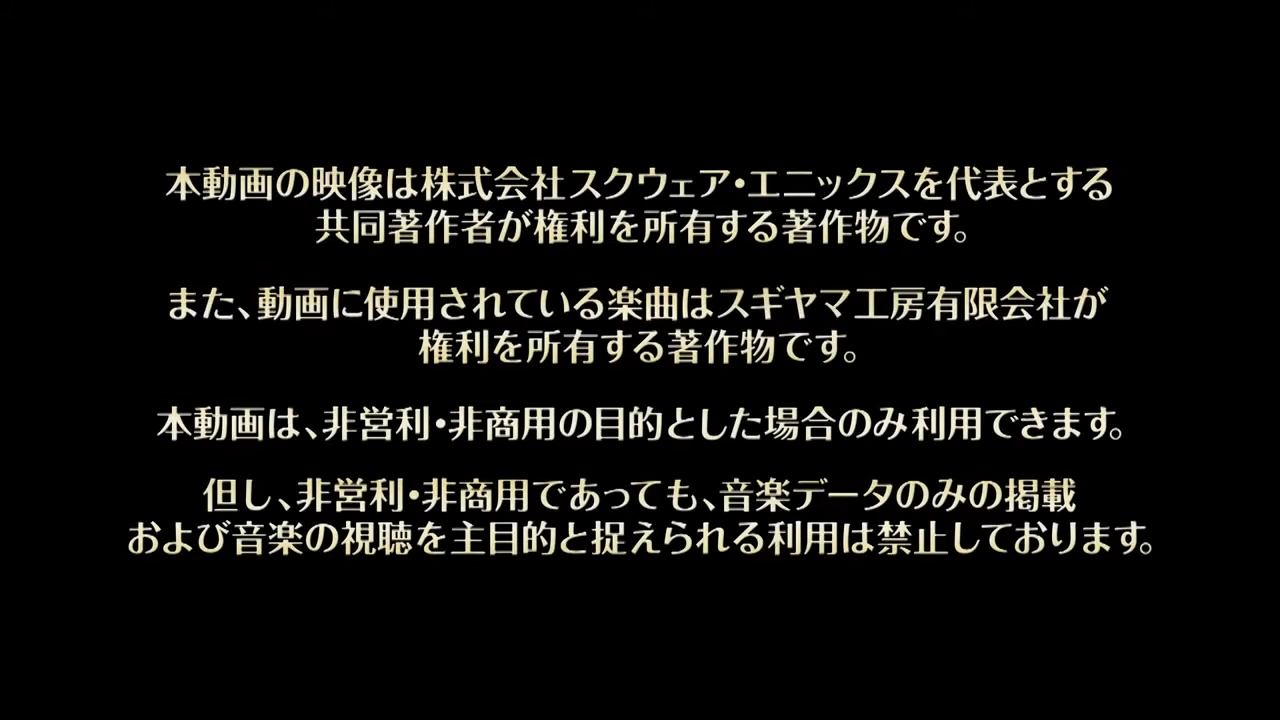 本動画の映像は株式会社スクウェア・エニックスを代表とする
共同著作者が権利を所有する著作物です。
また、動画に使用されている楽曲はスギヤマ工房有限会社が
権利を所有する著作物です。
本動画は、非営利・非商用の目的とした場合のみ利用できます。
但し、非営利・非商用であっても、音楽データのみの掲載
および音楽の視聴を主目的と捉えられる利用は禁止しております。